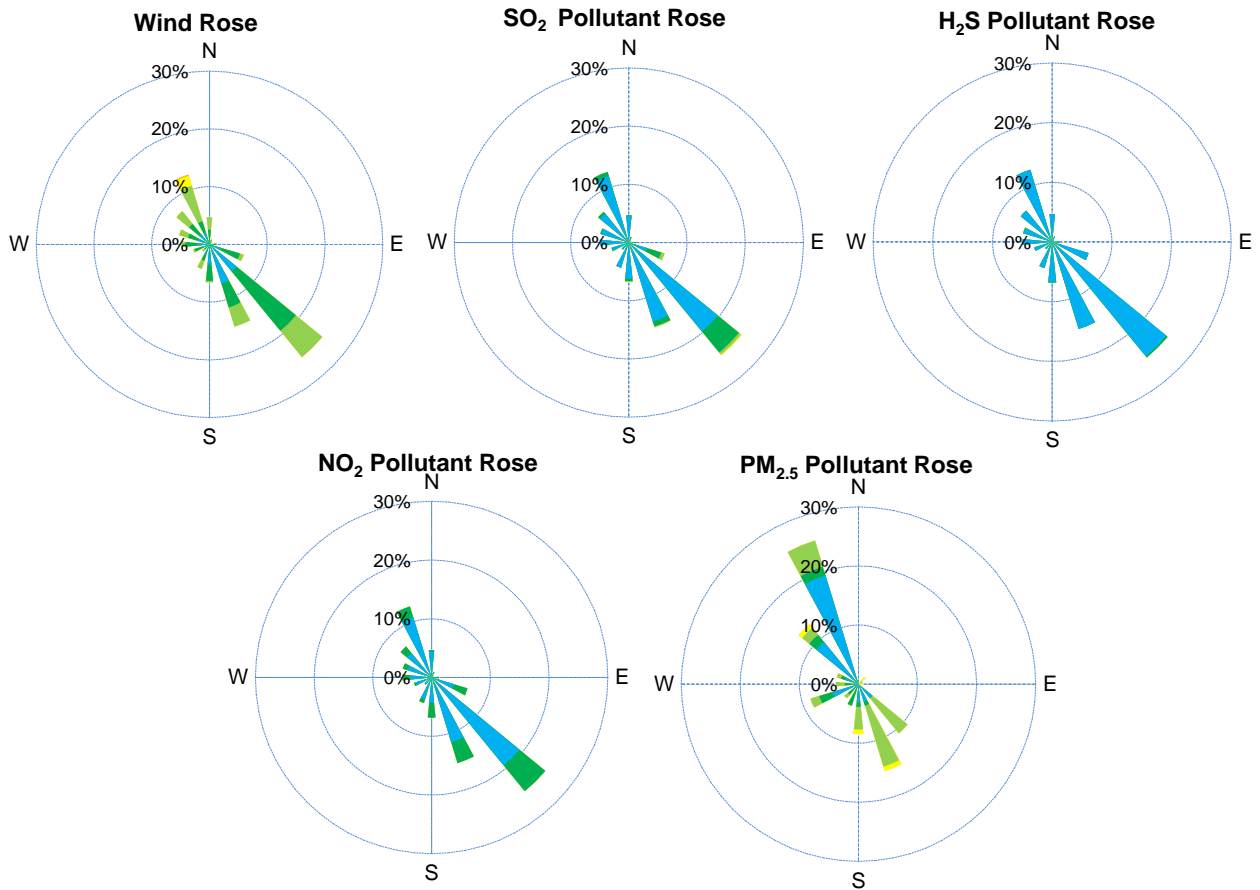 Wind Rose
N
30%
20%
10%
0%
W
E
S
SO₂ Pollutant Rose
N
30%
20%
10%
0%
W
E
S
H₂S Pollutant Rose
N
30%
20%
10%
0%
W
E
S
NO₂ Pollutant Rose
N
30%
20%
10%
0%
W
E
S
PM₂.₅ Pollutant Rose
N
30%
20%
10%
0%
W
E
S